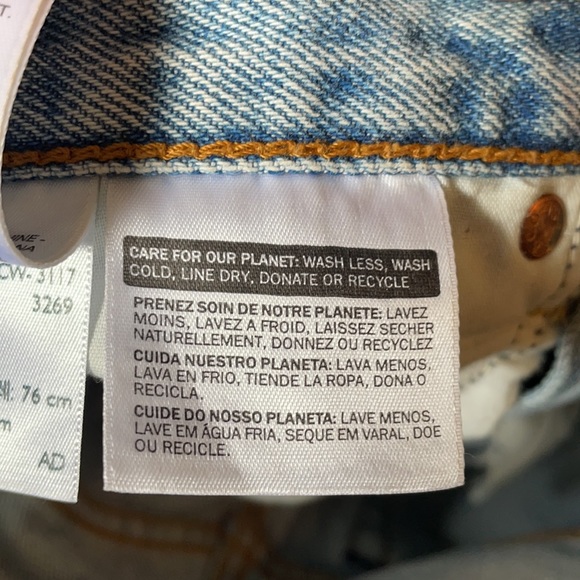 T.
CARE FOR OUR PLANET: WASH LESS, WASH
COLD, LINE DRY, DONATE OR RECYCLE
PRENEZ SOIN DE NOTRE PLANETE: LAVEZ
MOINS, LAVEZ A FROID, LAISSEZ SECHER
NATURELLEMENT, DONNEZ OU RECYCLEZ
CUIDA NUESTRO PLANETA: LAVA MENOS,
LAVA EN FRIO, TIENDE LA ROPA, DONA O
RECICLA.
CUIDE DO NOSSO PLANETA: LAVE MENOS,
LAVE EM ÁGUA FRIA, SEQUE EM VARAL, DOE
OU RECICLE.
CW-3117
3269
76 cm
m
AD